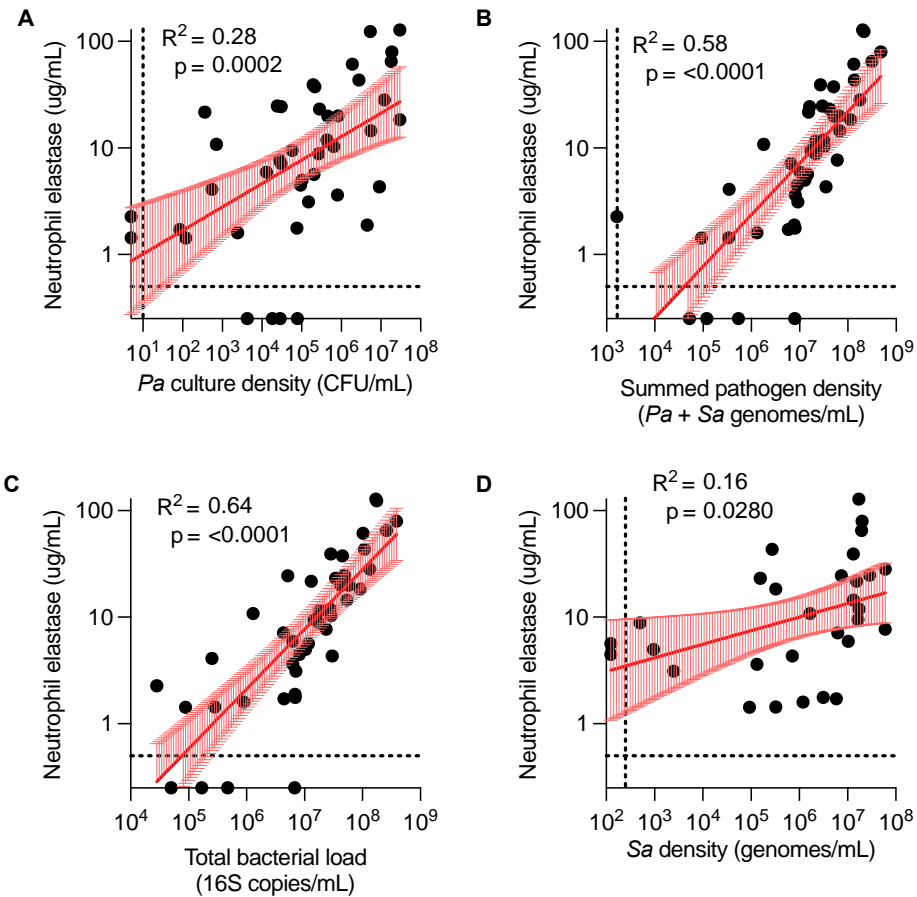 A
R² = 0.28
p = 0.0002
Neutrophil elastase (ug/mL)
100
10
1
10¹ 10² 10³ 10⁴ 10⁵ 10⁶ 10⁷ 10⁸
Pa culture density (CFU/mL)
B
R² = 0.58
p = <0.0001
Neutrophil elastase (ug/mL)
100
10
1
10³ 10⁴ 10⁵ 10⁶ 10⁷ 10⁸ 10⁹
Summed pathogen density
(Pa + Sa genomes/mL)
C
R² = 0.64
p = <0.0001
Neutrophil elastase (ug/mL)
100
10
1
10⁴ 10⁵ 10⁶ 10⁷ 10⁸ 10⁹
Total bacterial load
(16S copies/mL)
D
R² = 0.16
p = 0.0280
Neutrophil elastase (ug/mL)
100
10
1
10² 10³ 10⁴ 10⁵ 10⁶ 10⁷ 10⁸
Sa density (genomes/mL)